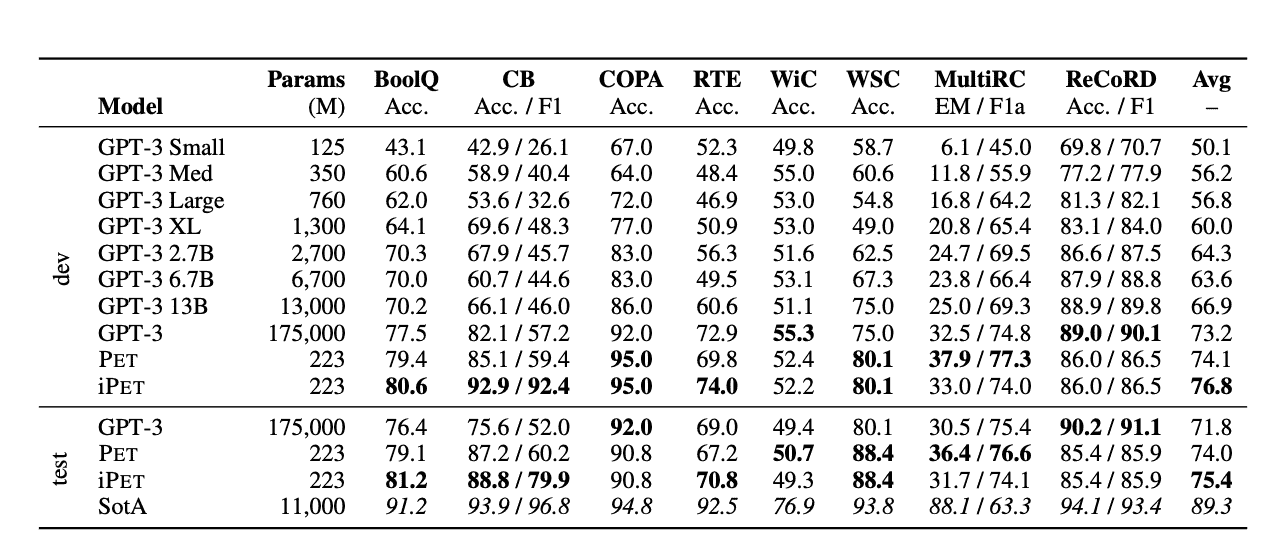 Params BoolQ CB COPA RTE WiC WSC MultiRC ReCoRD Avg
Model (M) Acc. Acc. / F1 Acc. Acc. Acc. Acc. EM / F1a Acc. / F1 –
dev
GPT-3 Small 125 43.1 42.9 / 26.1 67.0 52.3 49.8 58.7 6.1 / 45.0 69.8 / 70.7 50.1
GPT-3 Med 350 60.6 58.9 / 40.4 64.0 48.4 55.0 60.6 11.8 / 55.9 77.2 / 77.9 56.2
GPT-3 Large 760 62.0 53.6 / 32.6 72.0 46.9 53.0 54.8 16.8 / 64.2 81.3 / 82.1 56.8
GPT-3 XL 1,300 64.1 69.6 / 48.3 77.0 50.9 53.0 49.0 20.8 / 65.4 83.1 / 84.0 60.0
GPT-3 2.7B 2,700 70.3 67.9 / 45.7 83.0 56.3 51.6 62.5 24.7 / 69.5 86.6 / 87.5 64.3
GPT-3 6.7B 6,700 70.0 60.7 / 44.6 83.0 49.5 53.1 67.3 23.8 / 66.4 87.9 / 88.8 63.6
GPT-3 13B 13,000 70.2 66.1 / 46.0 86.0 60.6 51.1 75.0 25.0 / 69.3 88.9 / 89.8 66.9
GPT-3 175,000 77.5 82.1 / 57.2 92.0 72.9 55.3 75.0 32.5 / 74.8 89.0 / 90.1 73.2
PET 223 79.4 85.1 / 59.4 95.0 69.8 52.4 80.1 37.9 / 77.3 86.0 / 86.5 74.1
iPET 223 80.6 92.9 / 92.4 95.0 74.0 52.2 80.1 33.0 / 74.0 86.0 / 86.5 76.8
test
GPT-3 175,000 76.4 75.6 / 52.0 92.0 69.0 49.4 80.1 30.5 / 75.4 90.2 / 91.1 71.8
PET 223 79.1 87.2 / 60.2 90.8 67.2 50.7 88.4 36.4 / 76.6 85.4 / 85.9 74.0
iPET 223 81.2 88.8 / 79.9 90.8 70.8 49.3 88.4 31.7 / 74.1 85.4 / 85.9 75.4
SotA 11,000 91.2 93.9 / 96.8 94.8 92.5 76.9 93.8 88.1 / 63.3 94.1 / 93.4 89.3